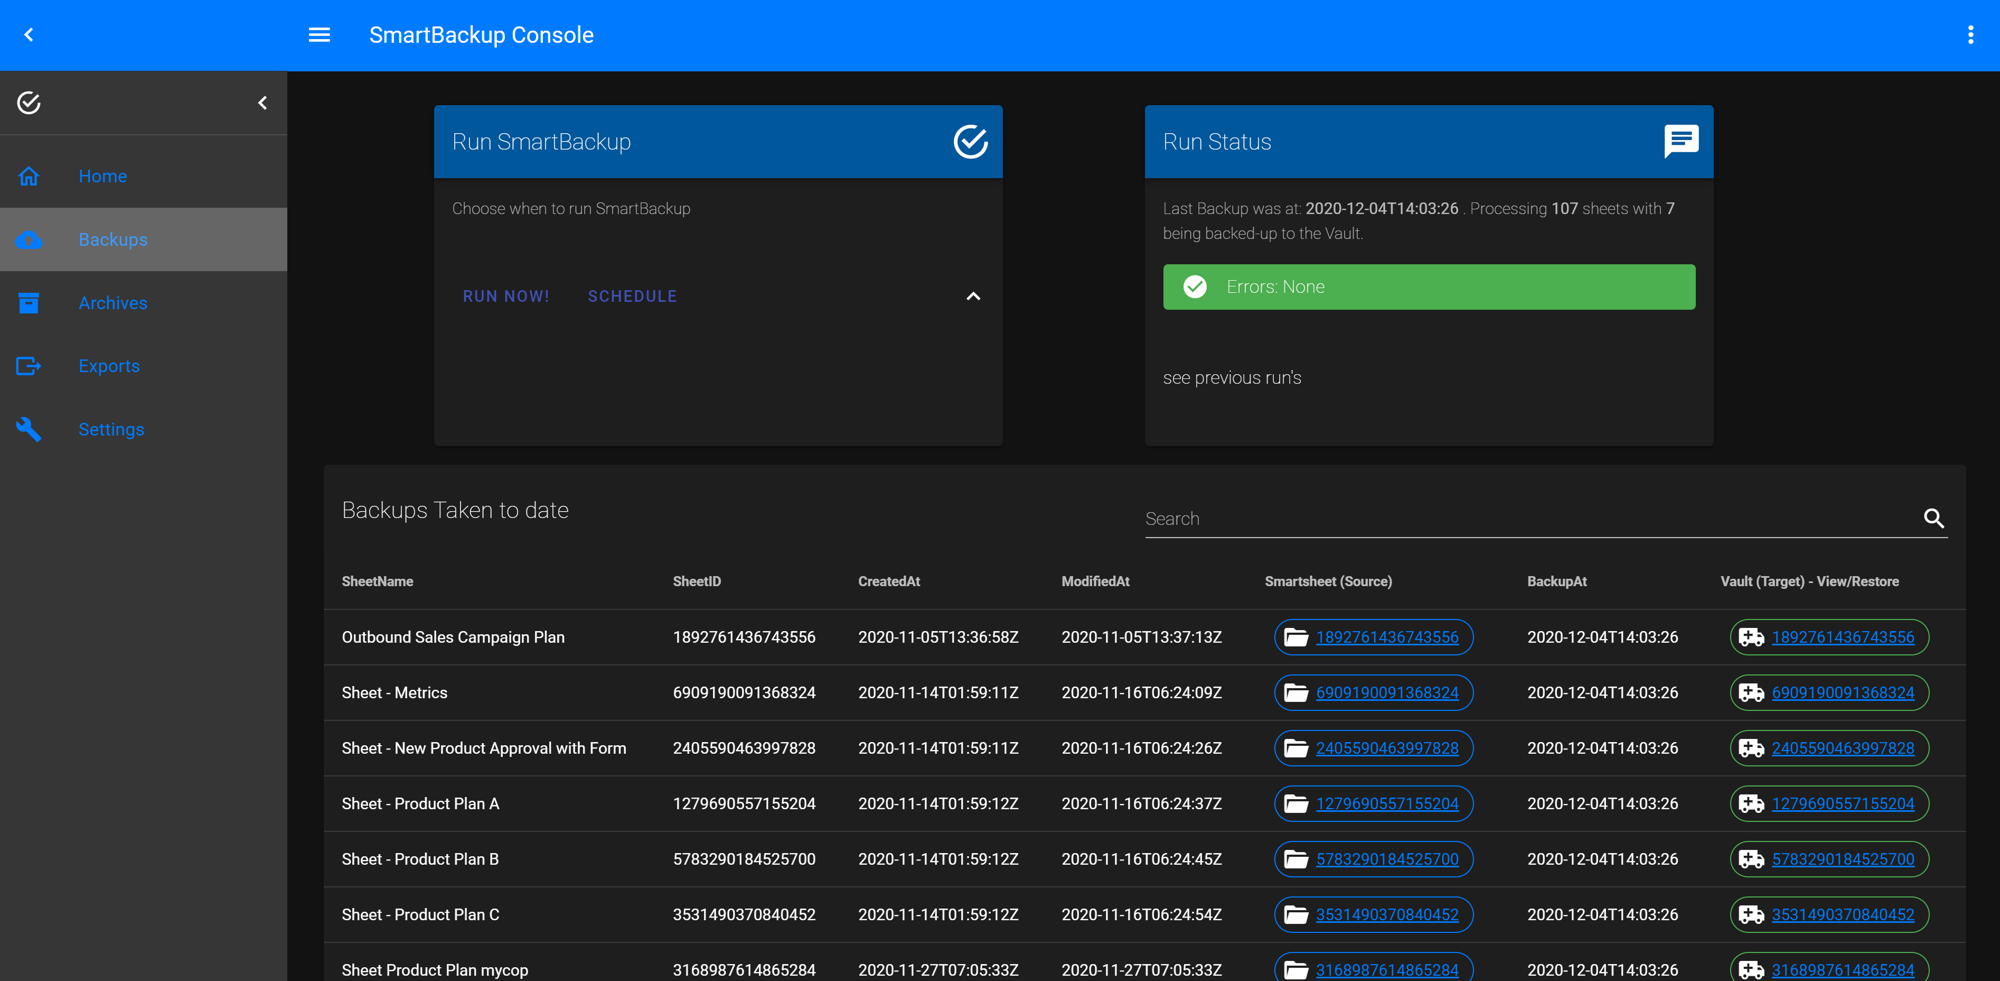 SmartBackup Console
Home
Backups
Archives
Exports
Settings
Run SmartBackup
Choose when to run SmartBackup
RUN NOW! SCHEDULE
Run Status
Last Backup was at: 2020-12-04T14:03:26 . Processing 107 sheets with 7
being backed-up to the Vault.
Errors: None
see previous run's
Backups Taken to date
Search
SheetName SheetID CreatedAt ModifiedAt Smartsheet (Source) BackupAt Vault (Target) - View/Restore
Outbound Sales Campaign Plan 1892761436743556 2020-11-05T13:36:58Z 2020-11-05T13:37:13Z 1892761436743556 2020-12-04T14:03:26 1892761436743556
Sheet - Metrics 6909190091368324 2020-11-14T01:59:11Z 2020-11-16T06:24:09Z 6909190091368324 2020-12-04T14:03:26 6909190091368324
Sheet - New Product Approval with Form 2405590463997828 2020-11-14T01:59:11Z 2020-11-16T06:24:26Z 2405590463997828 2020-12-04T14:03:26 2405590463997828
Sheet - Product Plan A 1279690557155204 2020-11-14T01:59:12Z 2020-11-16T06:24:37Z 1279690557155204 2020-12-04T14:03:26 1279690557155204
Sheet - Product Plan B 5783290184525700 2020-11-14T01:59:12Z 2020-11-16T06:24:45Z 5783290184525700 2020-12-04T14:03:26 5783290184525700
Sheet - Product Plan C 3531490370840452 2020-11-14T01:59:12Z 2020-11-16T06:24:54Z 3531490370840452 2020-12-04T14:03:26 3531490370840452
Sheet Product Plan mycop 3168987614865284 2020-11-27T07:05:33Z 2020-11-27T07:05:33Z 3168987614865284 2020-12-04T14:03:26 3168987614865284